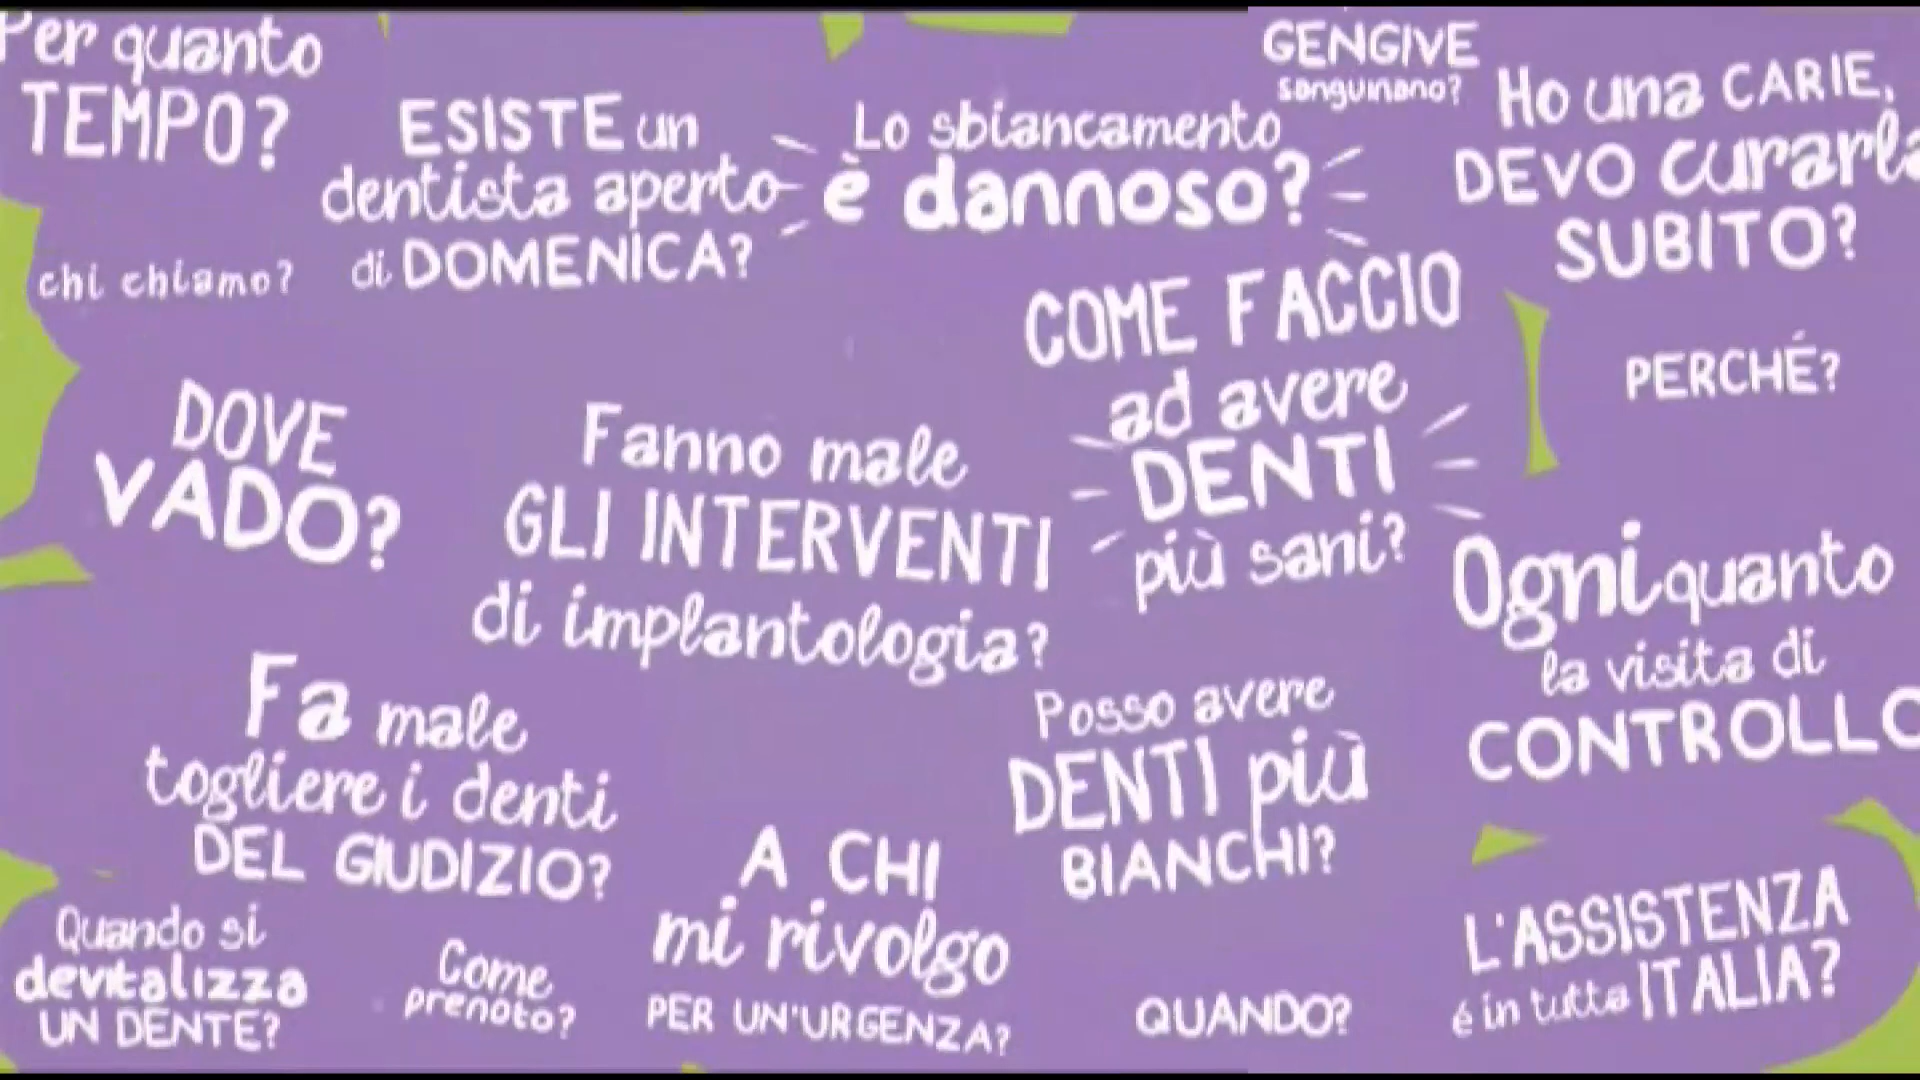 Per quanto
TEMPO?
ESISTE un
dentista aperto
di DOMENICA?
Lo sbiancamento
è dannoso?
GENGIVE
sanguinano?
Ho una CARIE,
DEVO curarla
SUBITO?
chi chiamo?
COME FACCIO
ad avere
DENTI
più sani?
PERCHÉ?
DOVE
VADO?
Fanno male
GLI INTERVENTI
di implantologia?
Ogni quanto
la visita di
CONTROLLO
Fa male
togliere i denti
DEL GIUDIZIO?
Posso avere
DENTI più
BIANCHI?
A CHI
mi rivolgo
PER UN'URGENZA?
Quando si
devitalizza
UN DENTE?
Come
prenoto?
QUANDO?
L'ASSISTENZA
é in tutta ITALIA?